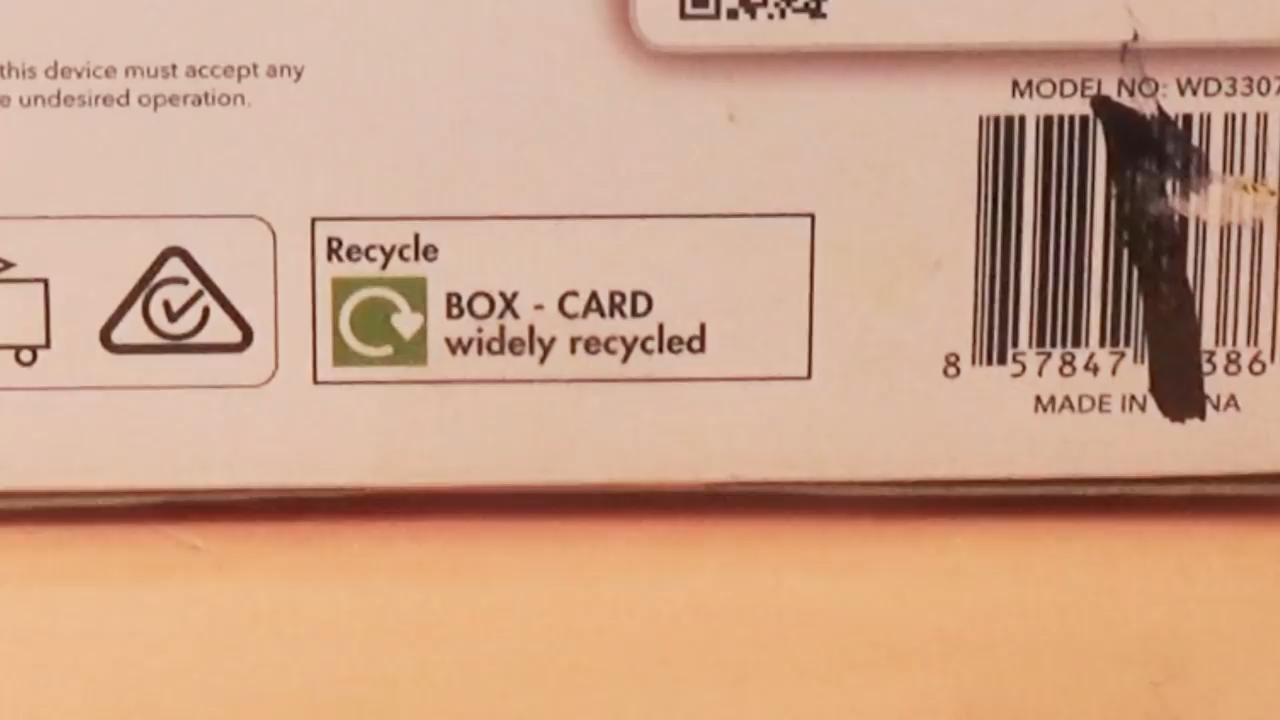 this device must accept any
e undesired operation.
MODEL NO: WD3307
Recycle
BOX - CARD
widely recycled
8 57847 386
MADE IN NA